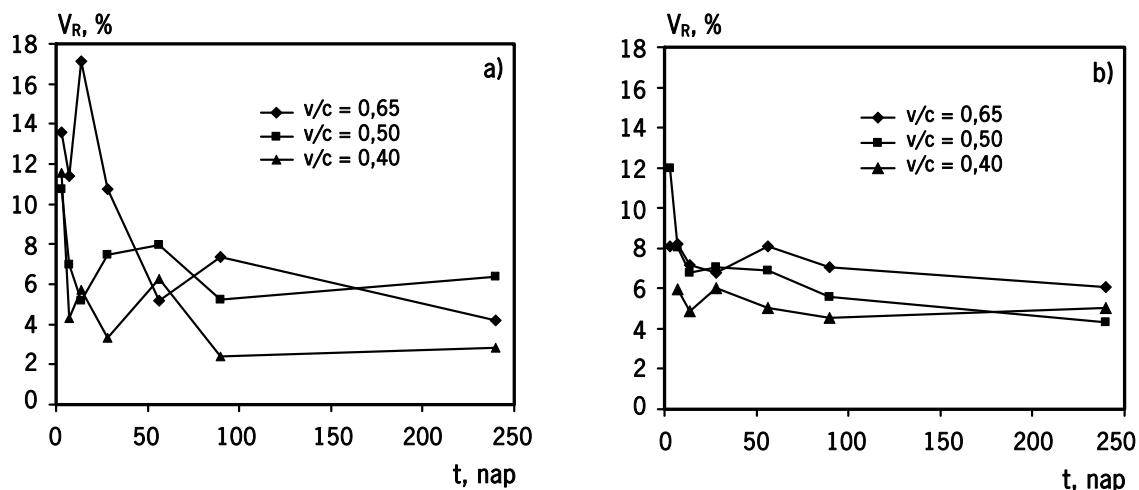 V_R, %
18
16
14
12
10
8
6
4
2
0
0 50 100 150 200 250
t, nap
a)
v/c = 0,65
v/c = 0,50
v/c = 0,40
V_R, %
18
16
14
12
10
8
6
4
2
0
0 50 100 150 200 250
t, nap
b)
v/c = 0,65
v/c = 0,50
v/c = 0,40